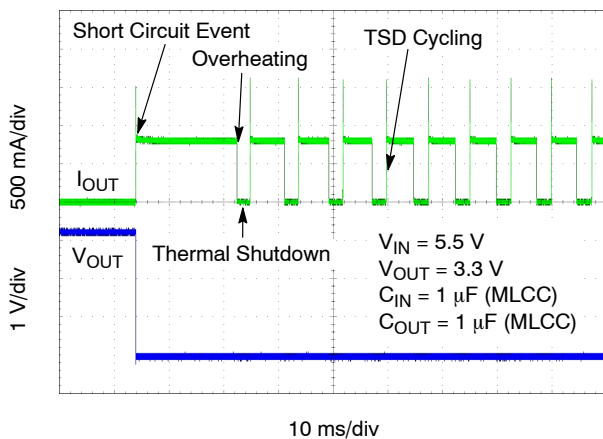 Short Circuit Event
Overheating
TSD Cycling
500 mA/div
I_OUT
Thermal Shutdown
V_OUT
1 V/div
V_IN = 5.5 V
V_OUT = 3.3 V
C_IN = 1 μF (MLCC)
C_OUT = 1 μF (MLCC)
10 ms/div